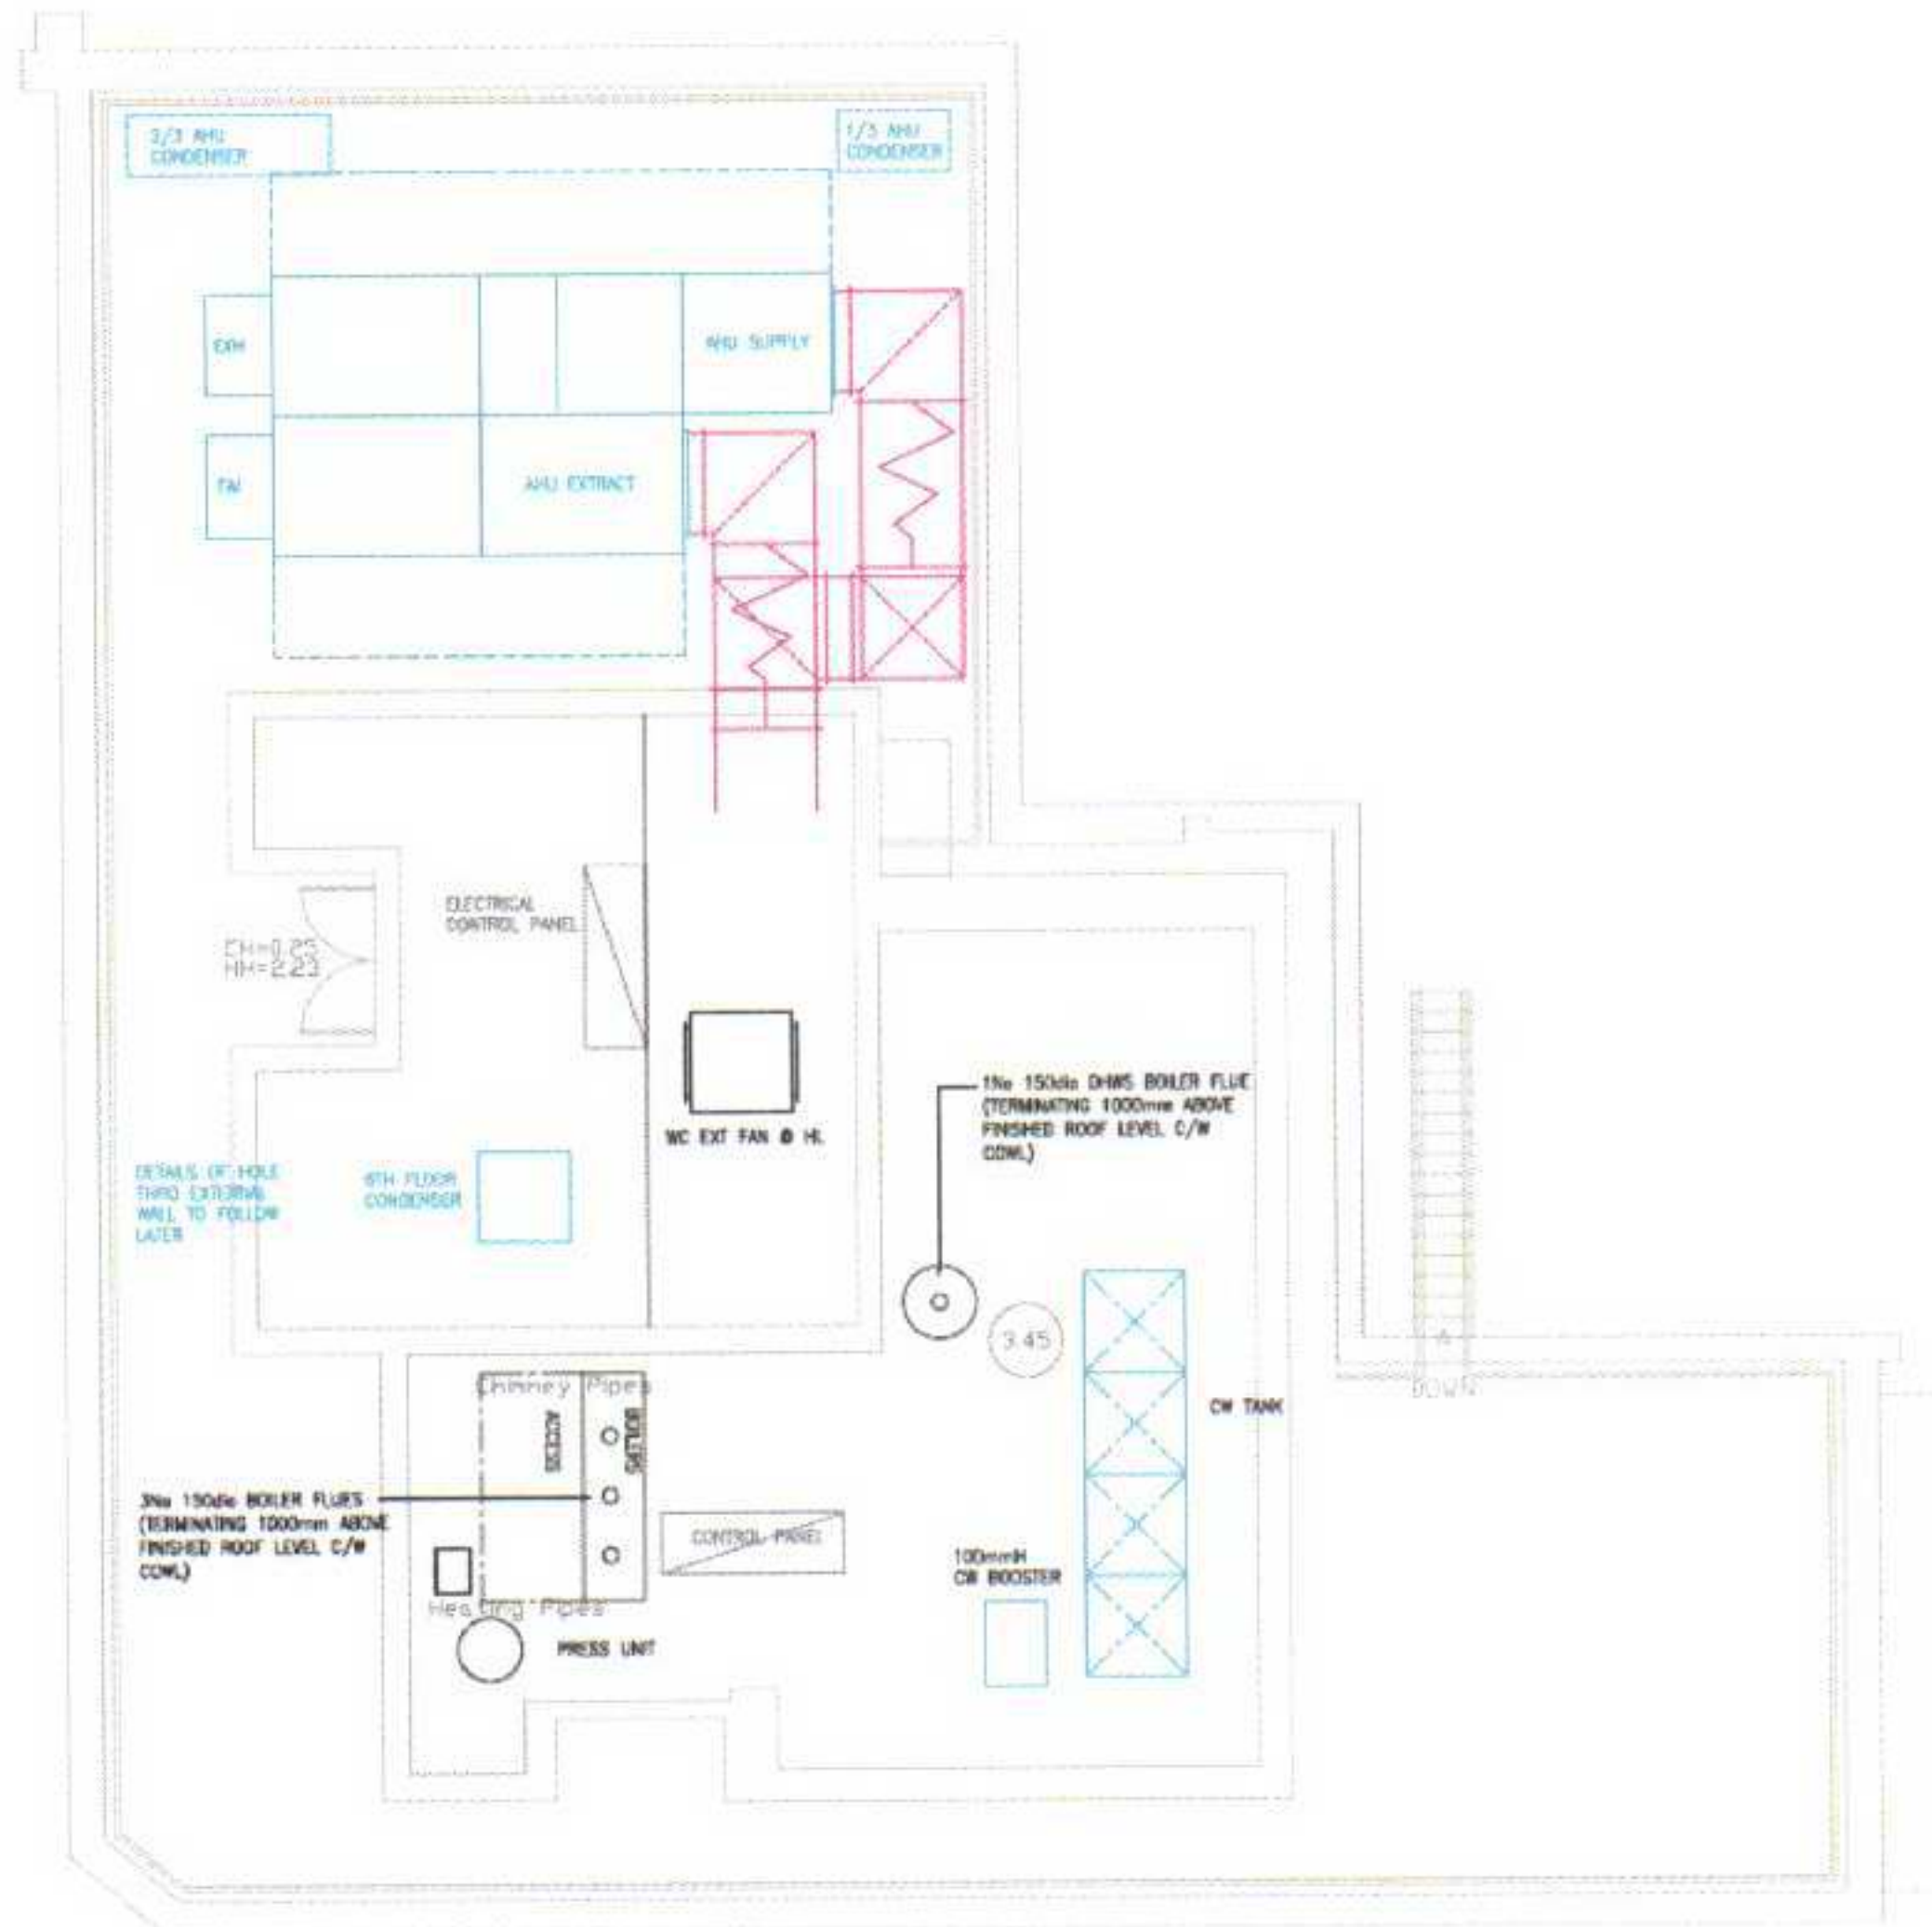 2/3 AHU
CONDENSER
1/3 AHU
CONDENSER
EXH
AHU SUPPLY
FAI
AHU EXTRACT
ELECTRICAL
CONTROL PANEL
CH=0.25
HH=2.23
WC EXT FAN @ HL
1No 150dia DHWS BOILER FLUE
(TERMINATING 1000mm ABOVE
FINISHED ROOF LEVEL C/W
COWL)
DETAILS OF HOLE
THRO EXTERNAL
WALL TO FOLLOW
LATER
6TH FLOOR
CONDENSER
3.45
DOWN
Chimney Pipes
ACCESS
BOILERS
CW TANK
3No 150dia BOILER FLUES
(TERMINATING 1000mm ABOVE
FINISHED ROOF LEVEL C/W
COWL)
CONTROL PANEL
100mmH
CW BOOSTER
Heating Pipes
PRESS UNIT